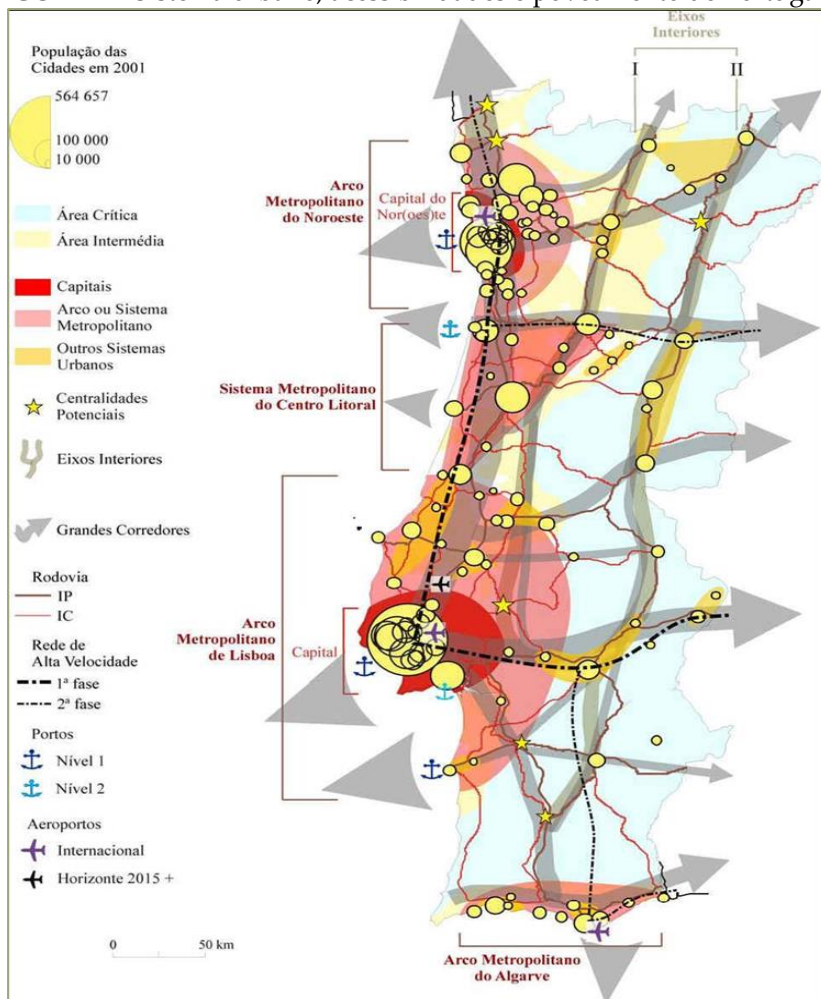 População das
Cidades em 2001
564 657
100 000
10 000
Área Crítica
Área Intermédia
Capitais
Arco ou Sistema
Metropolitano
Outros Sistemas
Urbanos
Centralidades
Potenciais
Eixos Interiores
Grandes Corredores
Rodovia
IP
IC
Rede de
Alta Velocidade
1ª fase
2ª fase
Portos
Nível 1
Nível 2
Aeroportos
Internacional
Horizonte 2015 +
0 50 km
Eixos
Interiores
I II
Arco
Metropolitano
do Noroeste
Capital do
Nor(oes)te
Sistema Metropolitano
do Centro Litoral
Arco
Metropolitano
de Lisboa
Capital
Arco Metropolitano
do Algarve